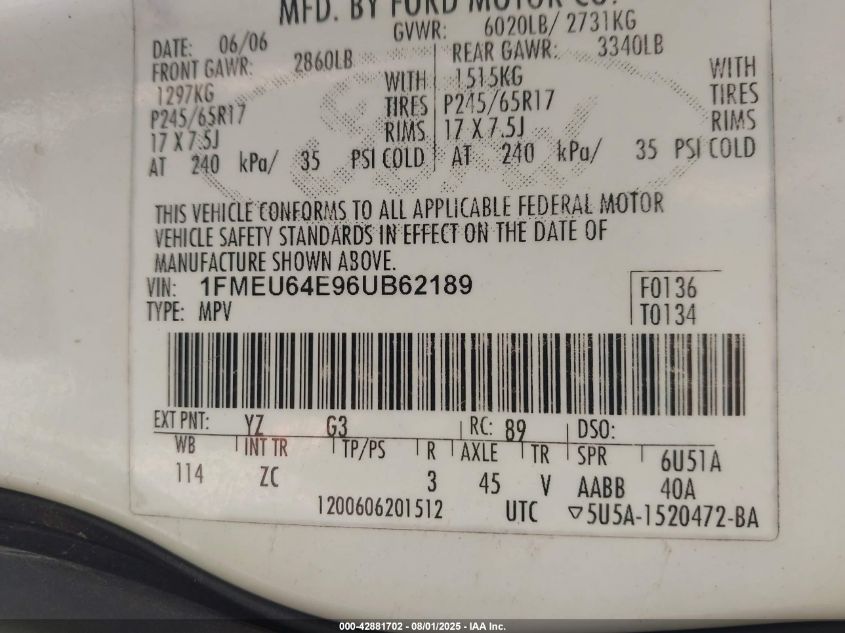 MFD. BY FORD MOTOR CO.
DATE: 06/06 GVWR: 6020LB/ 2731KG
FRONT GAWR: 2860LB REAR GAWR: 3340LB
1297KG WITH 1515KG WITH
P245/65R17 TIRES P245/65R17 TIRES
17 X 7.5J RIMS 17 X 7.5J RIMS
AT 240 kPa/ 35 PSI COLD AT 240 kPa/ 35 PSI COLD
THIS VEHICLE CONFORMS TO ALL APPLICABLE FEDERAL MOTOR
VEHICLE SAFETY STANDARDS IN EFFECT ON THE DATE OF
MANUFACTURE SHOWN ABOVE.
VIN: 1FMEU64E96UB62189 F0136
TYPE: MPV T0134
EXT PNT: YZ G3 RC: 89 DSO:
WB INT TR TP/PS R AXLE TR SPR 6U51A
114 ZC 3 45 V AABB 40A
1200606201512 UTC ▽5U5A-1520472-BA
000-42881702 - 08/01/2025 - IAA Inc.